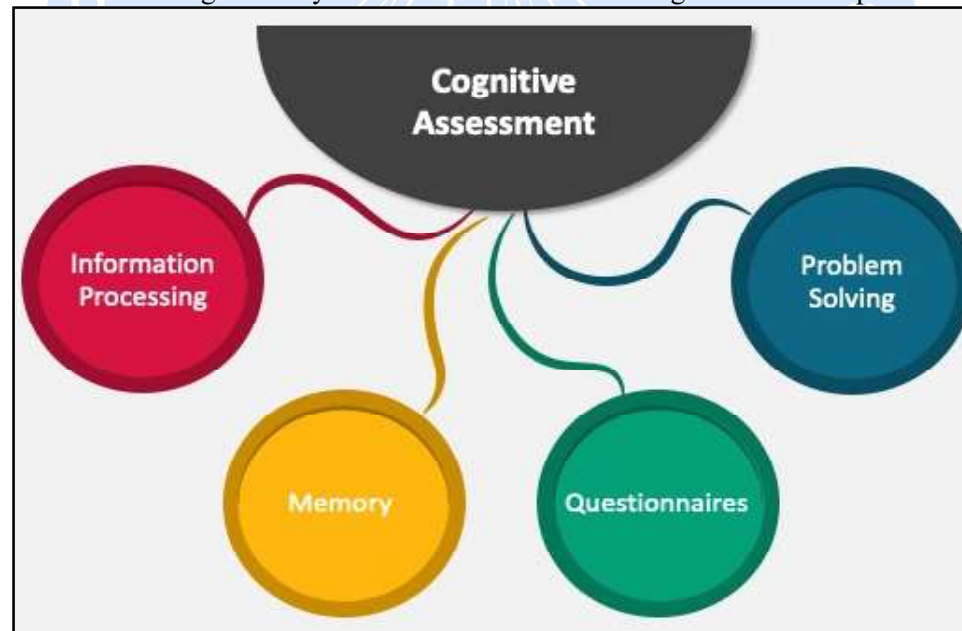 Cognitive
Assessment
Information
Processing
Problem
Solving
Memory
Questionnaires